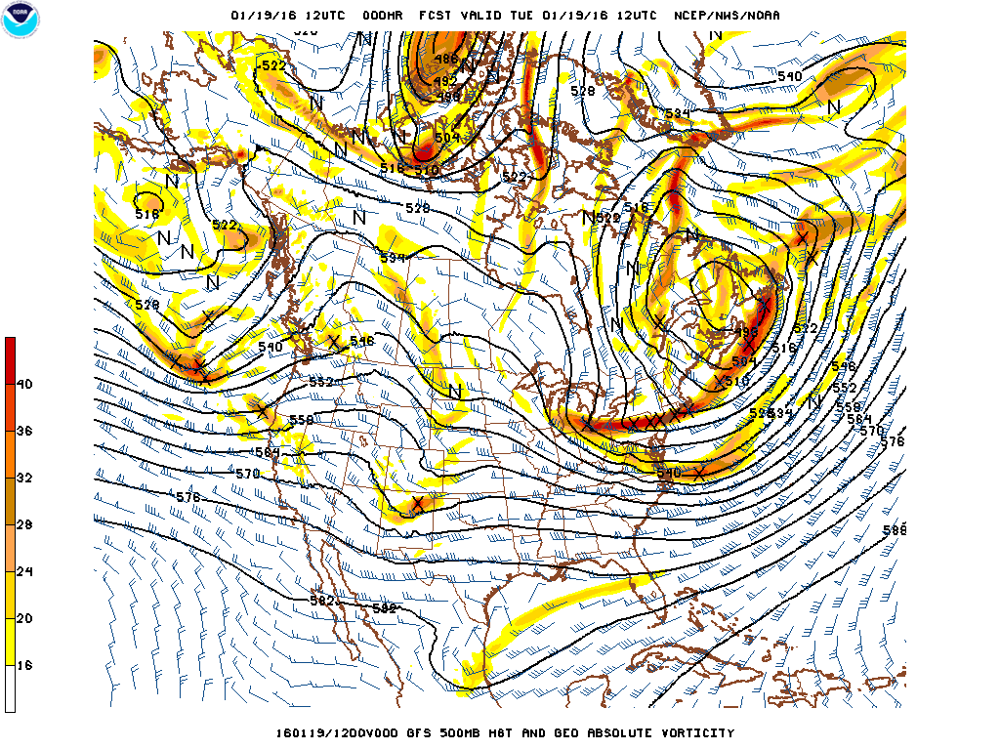 NOAA
01/19/16 12UTC 000HR FCST VALID TUE 01/19/16 12UTC NCEP/NWS/NOAA
528 N N
486
522 N
540
492 N
528
498
N N
534
N N 504
N 516 510
522
N
528
516
516
N 522
N 522
N
X
N
N
534
X
N N
528
X
X
X N
X
493
522
540 X 546
X
516
X X
504
546
X
552
X 510
552
N
558
N
X
558
X X X X X
528 534
564
570
564
576
570
540 X
576
X
588
582
582
40
36
32
28
24
20
16
160119/1200V000 GFS 500MB HGT AND GEO ABSOLUTE VORTICITY